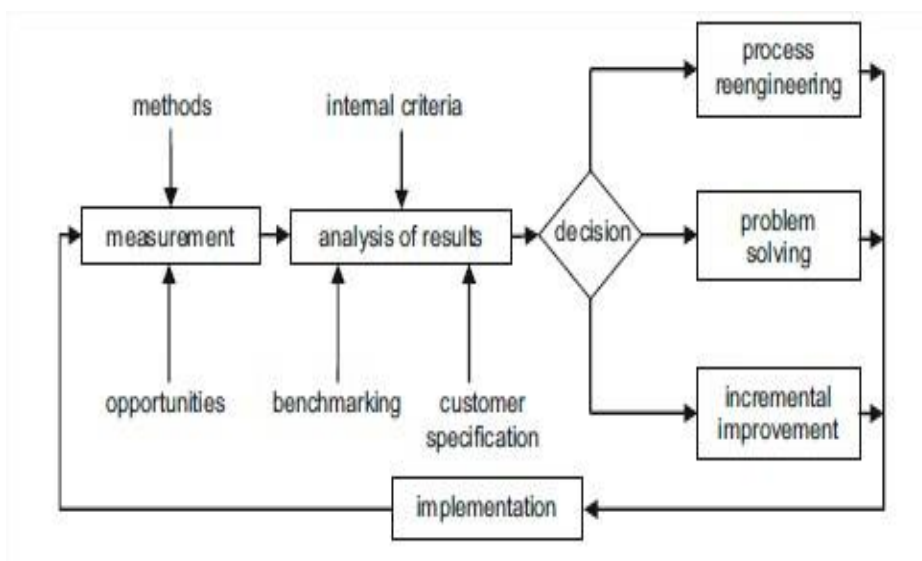 process
reengineering
methods
internal criteria
measurement
analysis of results
decision
problem
solving
opportunities
benchmarking
customer
specification
incremental
improvement
implementation